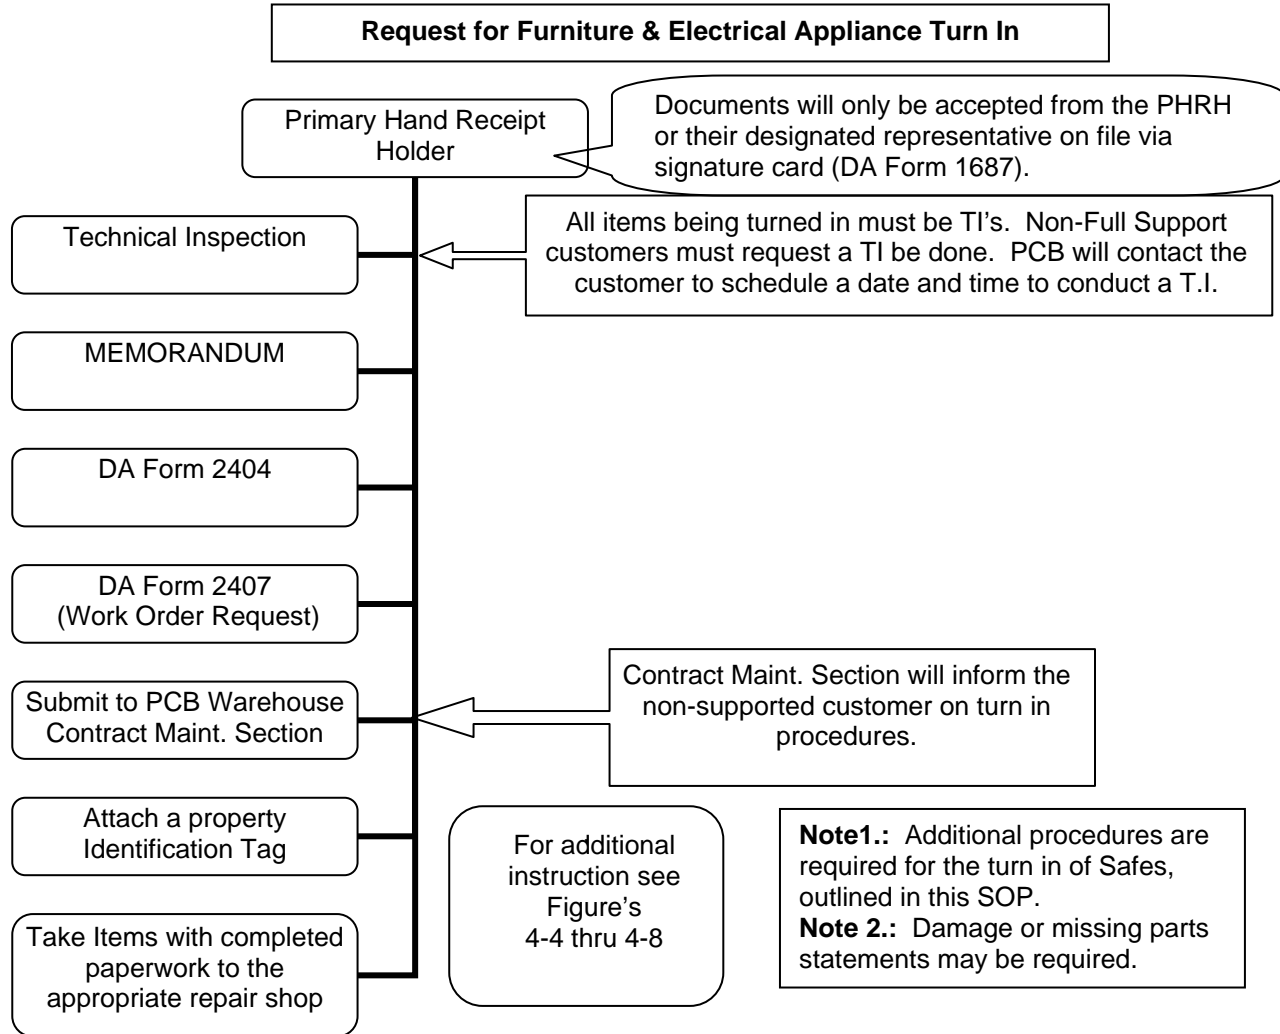 Request for Furniture & Electrical Appliance Turn In
Primary Hand Receipt
Holder
Documents will only be accepted from the PHRH
or their designated representative on file via
signature card (DA Form 1687).
Technical Inspection
All items being turned in must be TI's.  Non-Full Support
customers must request a TI be done.  PCB will contact the
customer to schedule a date and time to conduct a T.I.
MEMORANDUM
DA Form 2404
DA Form 2407
(Work Order Request)
Submit to PCB Warehouse
Contract Maint. Section
Contract Maint. Section will inform the
non-supported customer on turn in
procedures.
Attach a property
Identification Tag
Take Items with completed
paperwork to the
appropriate repair shop
For additional
instruction see
Figure's
4-4 thru 4-8
Note1.:  Additional procedures are
required for the turn in of Safes,
outlined in this SOP.
Note 2.:  Damage or missing parts
statements may be required.